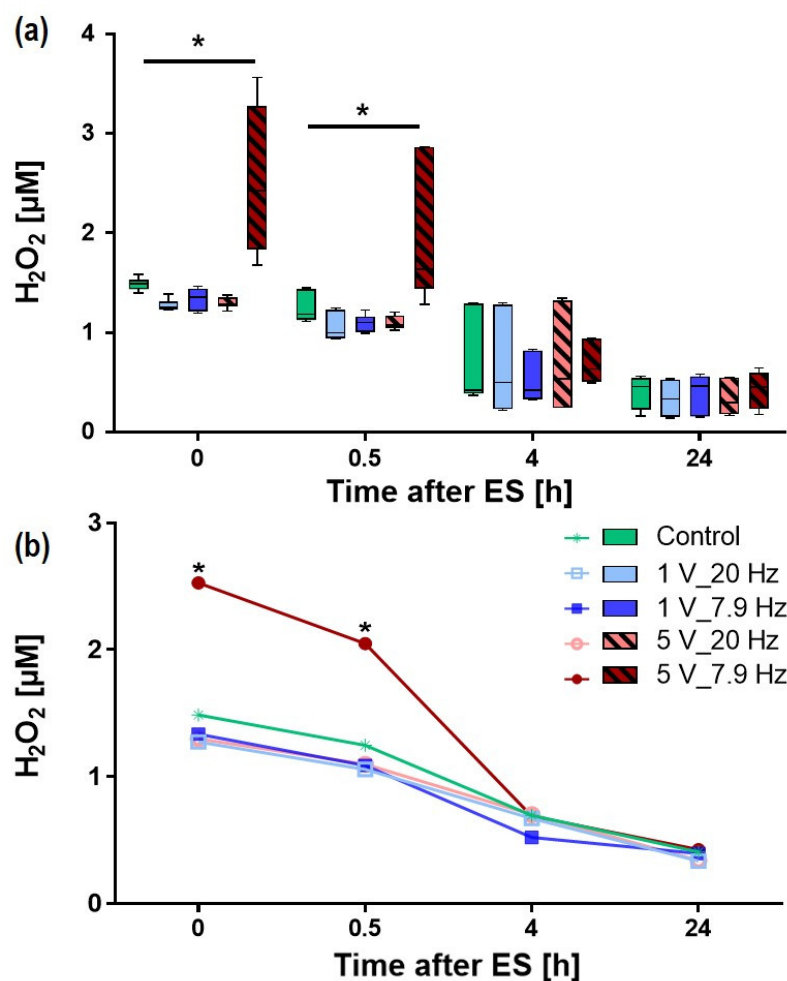 (a)
*
*
4
3
2
1
0
H₂O₂ [µM]
0 0.5 4 24
Time after ES [h]
(b)
*
*
3
2
1
0
H₂O₂ [µM]
Control
1 V_20 Hz
1 V_7.9 Hz
5 V_20 Hz
5 V_7.9 Hz
0 0.5 4 24
Time after ES [h]